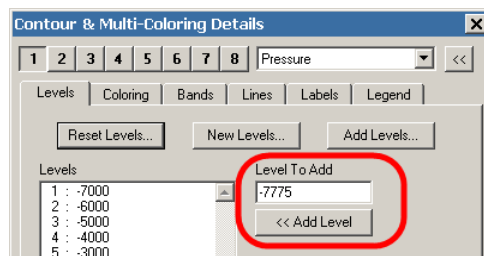 Contour & Multi-Coloring Details
1 2 3 4 5 6 7 8 Pressure <<
Levels Coloring Bands Lines Labels Legend
Reset Levels... New Levels... Add Levels...
Levels
1 : -7000
2 : -6000
3 : -5000
4 : -4000
5 : -3000
Level To Add
-7775
<< Add Level